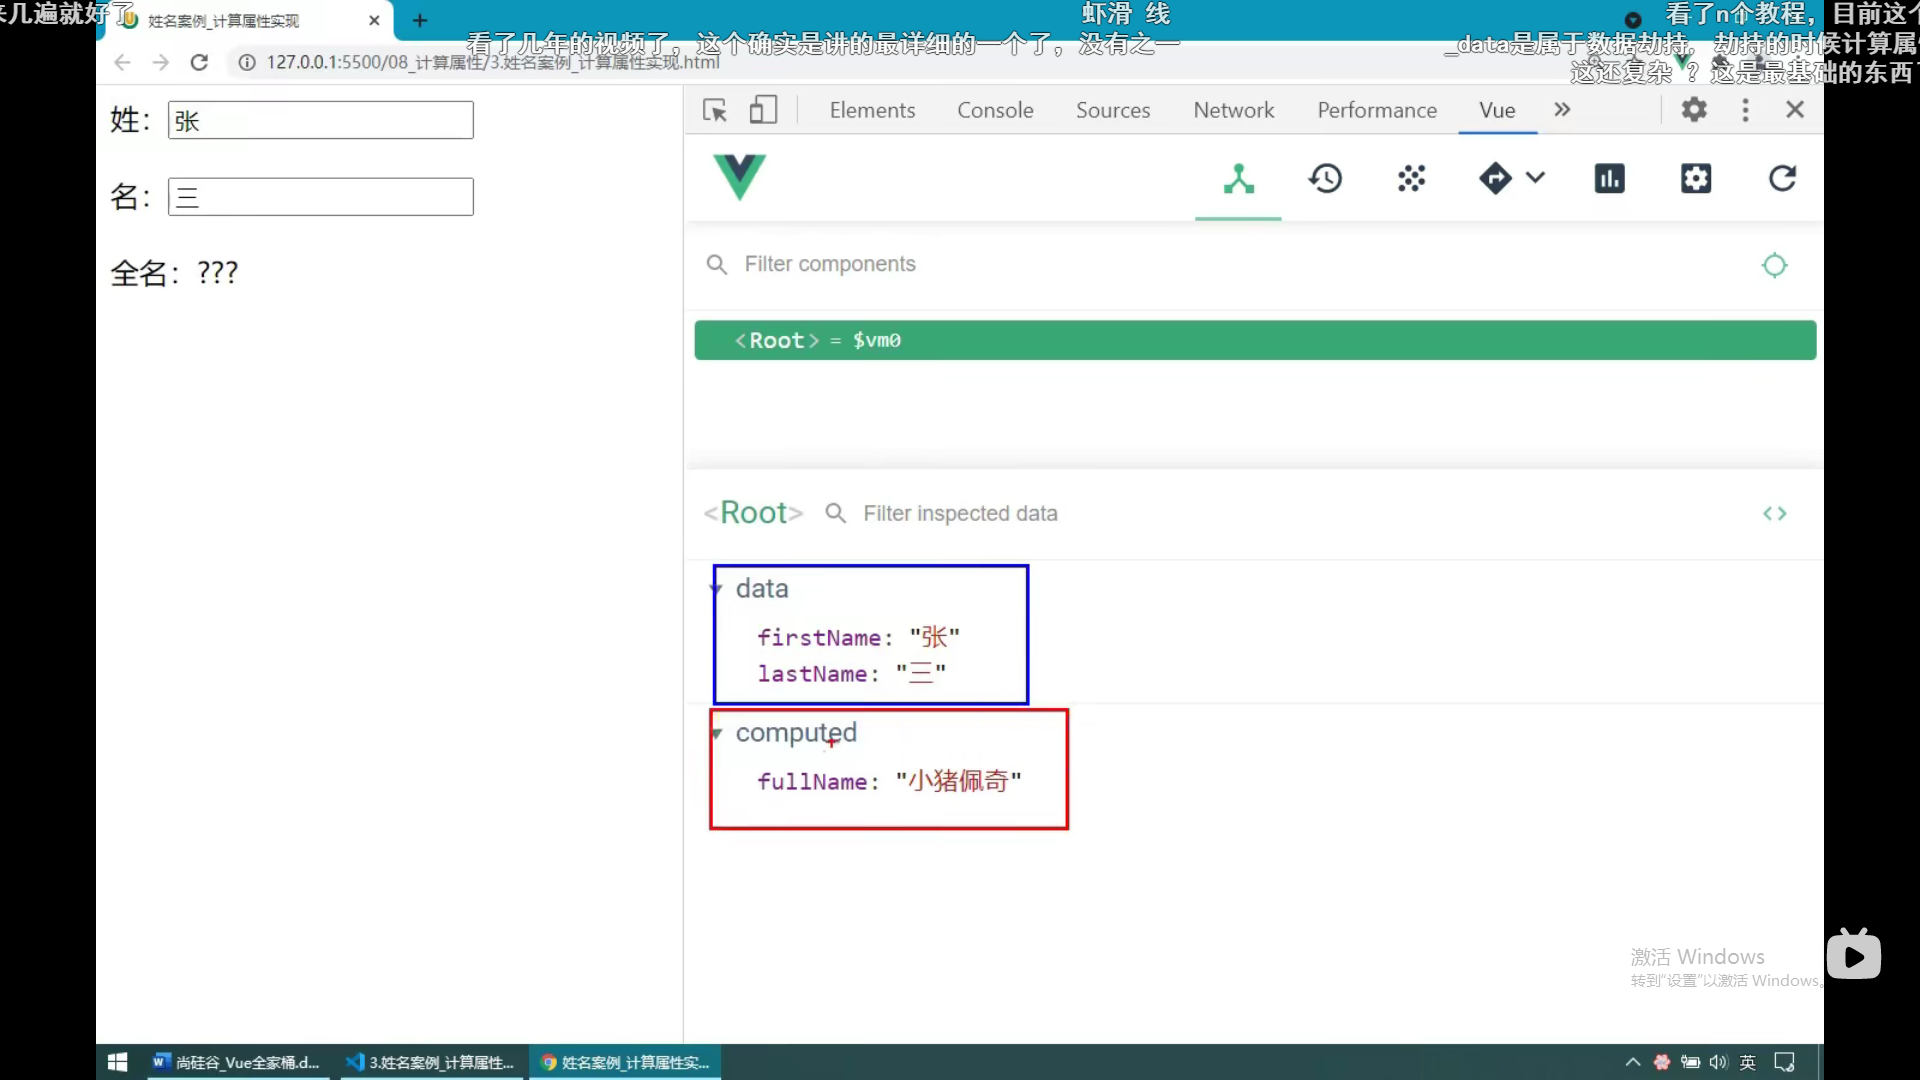 来几遍就好了
姓名案例_计算属性实现
虾滑 线
看了n个教程，目前这个
看了几年的视频了，这个确实是讲的最详细的一个了，没有之一
_data是属于数据劫持，劫持的时候计算属
127.0.0.1:5500/08_计算属性/3.姓名案例_计算属性实现.html
这还复杂 ？这是最基础的东西了
姓： 张
名： 三
全名： ???
Elements Console Sources Network Performance Vue
Filter components
<Root> = $vm0
<Root> Filter inspected data
data
firstName: "张"
lastName: "三"
computed
fullName: "小猪佩奇"
激活 Windows
转到"设置"以激活 Windows。
尚硅谷_Vue全家桶.d...
3.姓名案例_计算属性...
姓名案例_计算属性实...
英